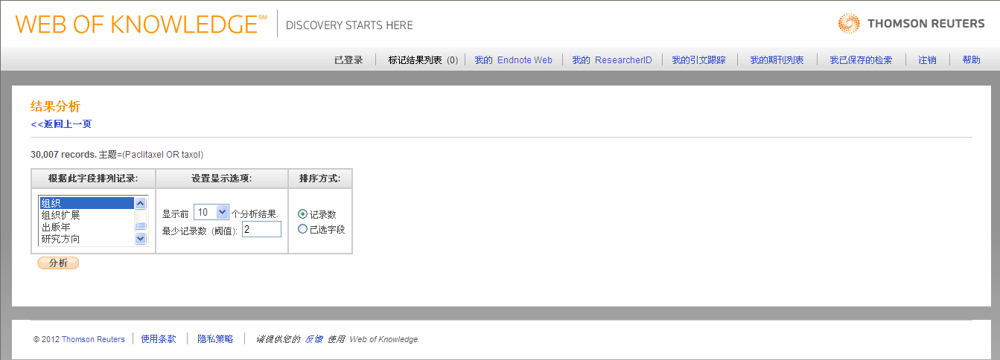 WEB OF KNOWLEDGE SM DISCOVERY STARTS HERE THOMSON REUTERS
已登录 标记结果列表 (0) 我的 Endnote Web 我的 ResearcherID 我的引文跟踪 我的期刊列表 我已保存的检索 注销 帮助
结果分析
<<返回上一页
30,007 records. 主题=(Paclitaxel OR taxol)
根据此字段排列记录: 设置显示选项: 排序方式:
组织
组织扩展
出版年
研究方向
显示前 10 个分析结果.
最少记录数 (阈值): 2
记录数
已选字段
分析
© 2012 Thomson Reuters 使用条款 隐私策略 请提供您的 反馈 使用 Web of Knowledge.